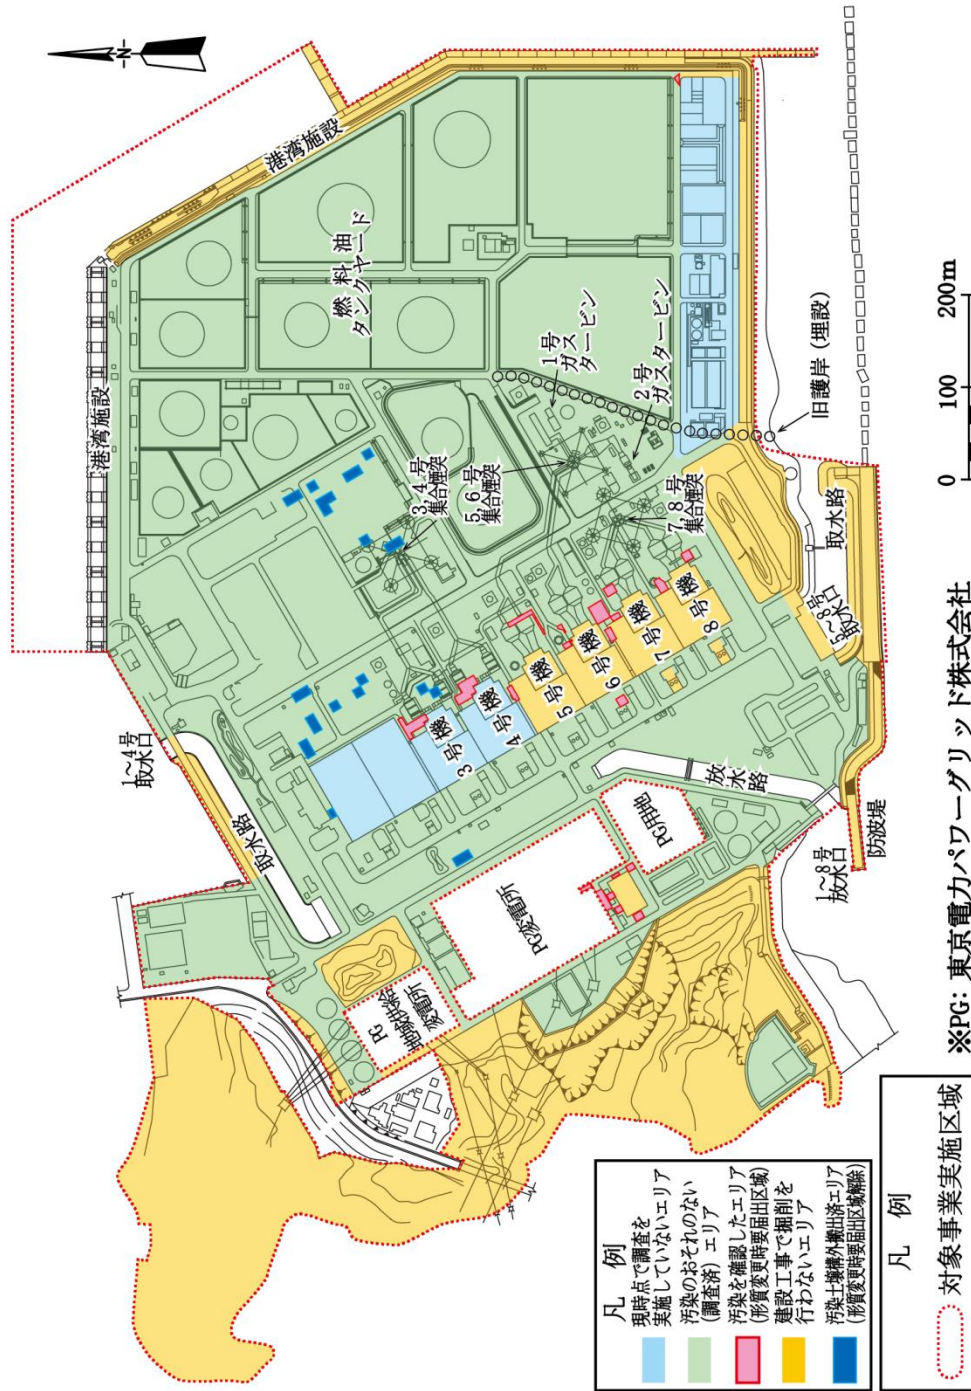 N
港湾施設
港湾施設
燃料油
タンクヤード
1号
ガス
タービン
2号
ガスタービン
3, 4号
集合煙突
5, 6号
集合煙突
7, 8号
集合煙突
旧護岸 (埋設)
1～4号
取水口
取水路
3号機
4号機
5号機
6号機
7号機
8号機
5～8号
取水口
取水路
放水路
1～8号
放水口
防波堤
PG用地
PG変電所
PG
地域供給
変電所
0 100 200m
※PG: 東京電力パワーグリッド株式会社
凡 例
現時点で調査を
実施していないエリア
汚染のおそれのない
(調査済) エリア
汚染を確認したエリア
(形質変更時要届出区域)
建設工事で掘削を
行わないエリア
汚染土壌構外搬出済エリア
(形質変更時要届出区域解除)
凡 例
対象事業実施区域